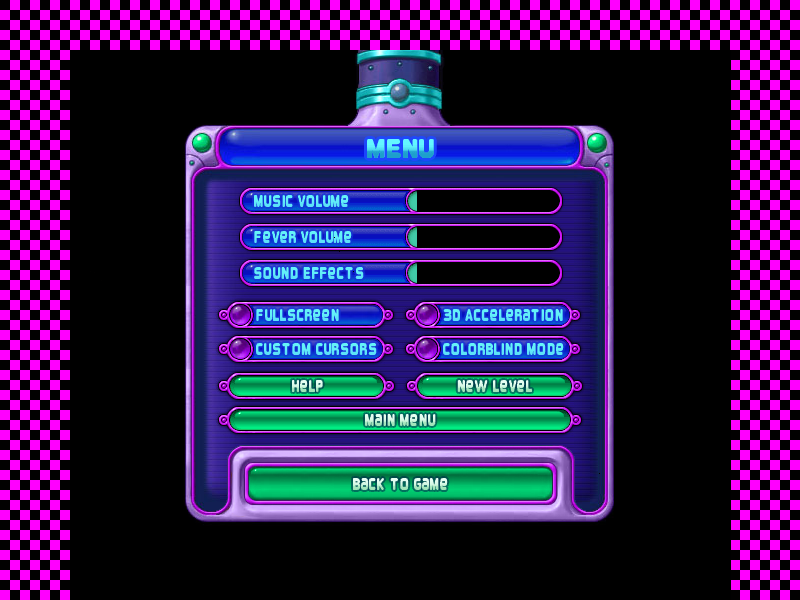 MENU
MUSIC VOLUME
FEVER VOLUME
SOUND EFFECTS
FULLSCREEN
3D ACCELERATION
CUSTOM CURSORS
COLORBLIND MODE
HELP
NEW LEVEL
MAIN MENU
BACK TO GAME